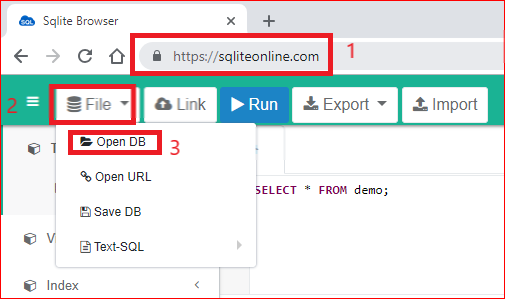 SQL Sqlite Browser
https://sqliteonline.com 1
2 File Link Run Export Import
Open DB 3
T
Open URL
SELECT * FROM demo;
Save DB
V
Text-SQL
Index